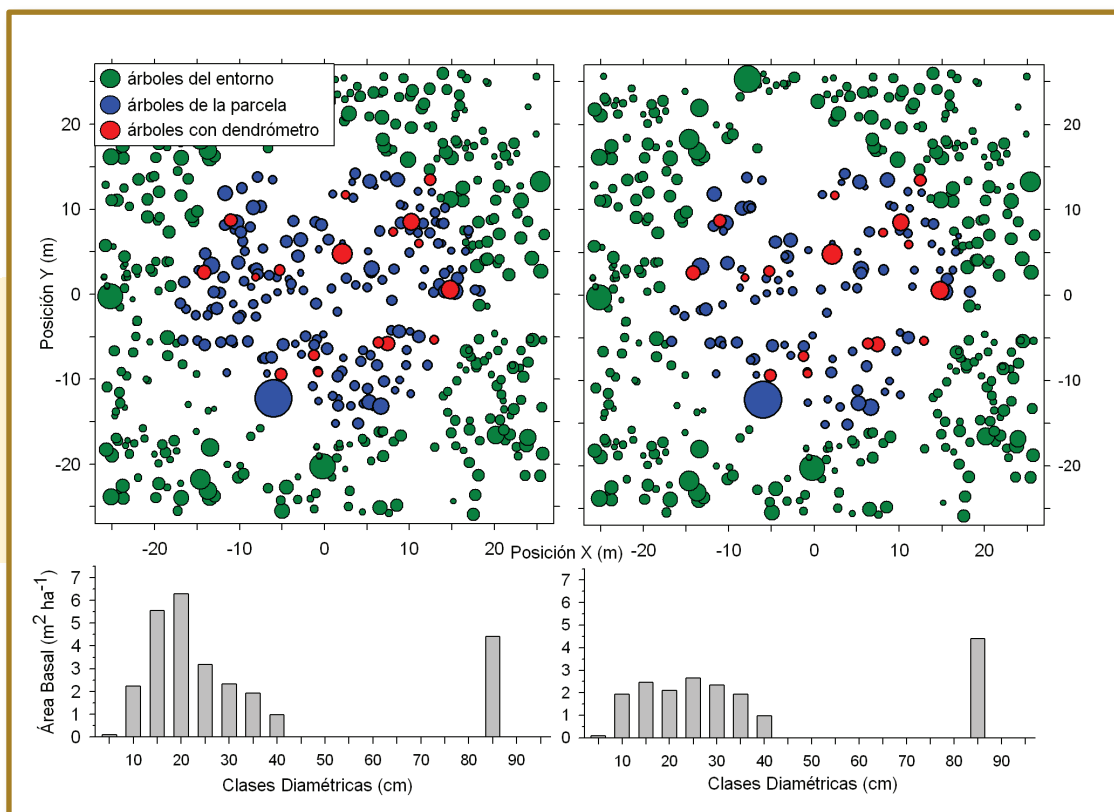 árboles del entorno
árboles de la parcela
árboles con dendrómetro
Posición Y (m)
20
10
0
-10
-20
20
10
0
-10
-20
-20 -10 0 10 20
Posición X (m)
-20 -10 0 10 20
Área Basal (m² ha⁻¹)
7
6
5
4
3
2
1
0
7
6
5
4
3
2
1
0
10 20 30 40 50 60 70 80 90
10 20 30 40 50 60 70 80 90
Clases Diamétricas (cm)
Clases Diamétricas (cm)